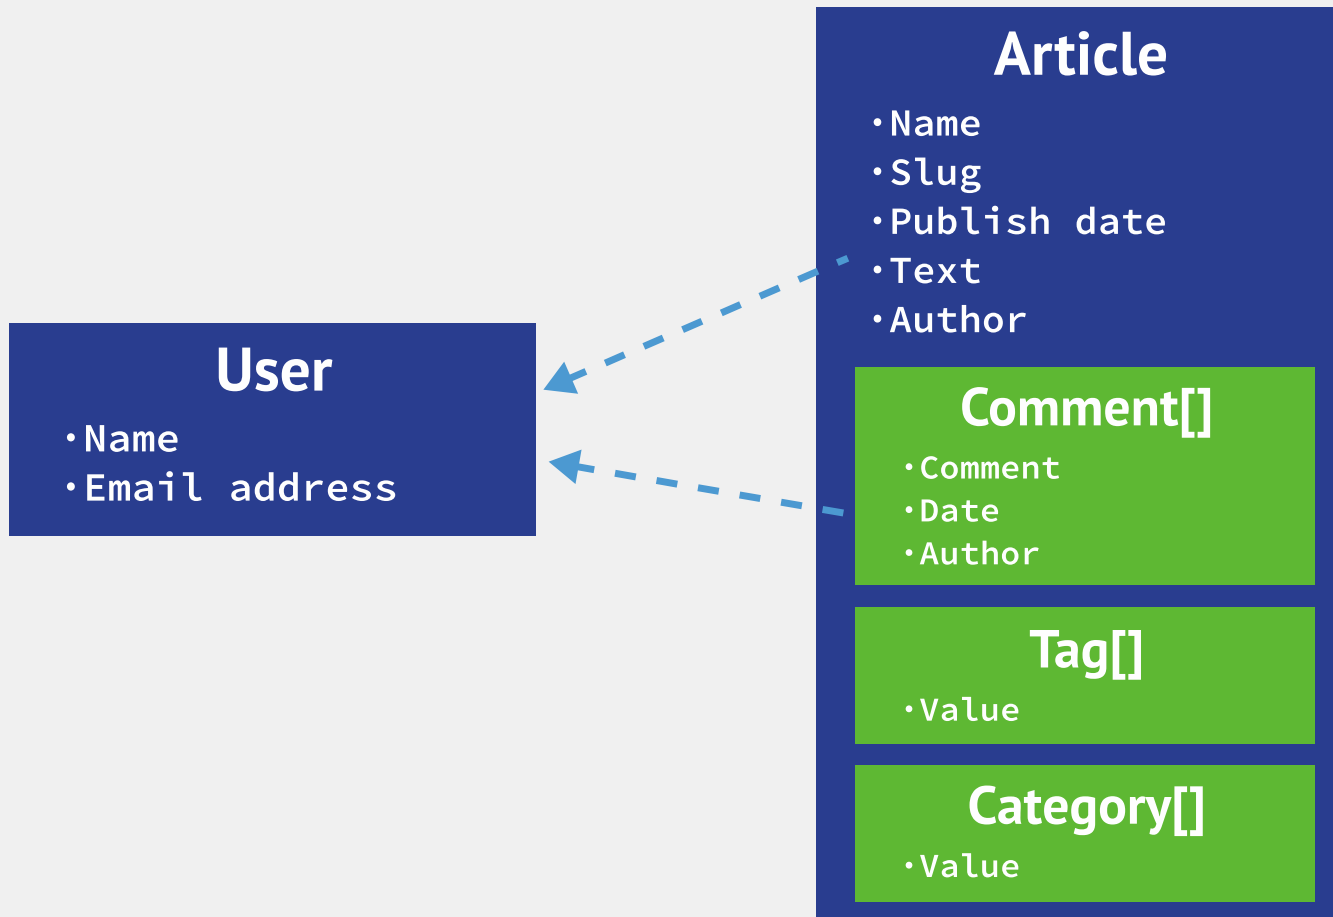 User
·Name
·Email address
Article
·Name
·Slug
·Publish date
·Text
·Author
Comment[]
·Comment
·Date
·Author
Tag[]
·Value
Category[]
·Value